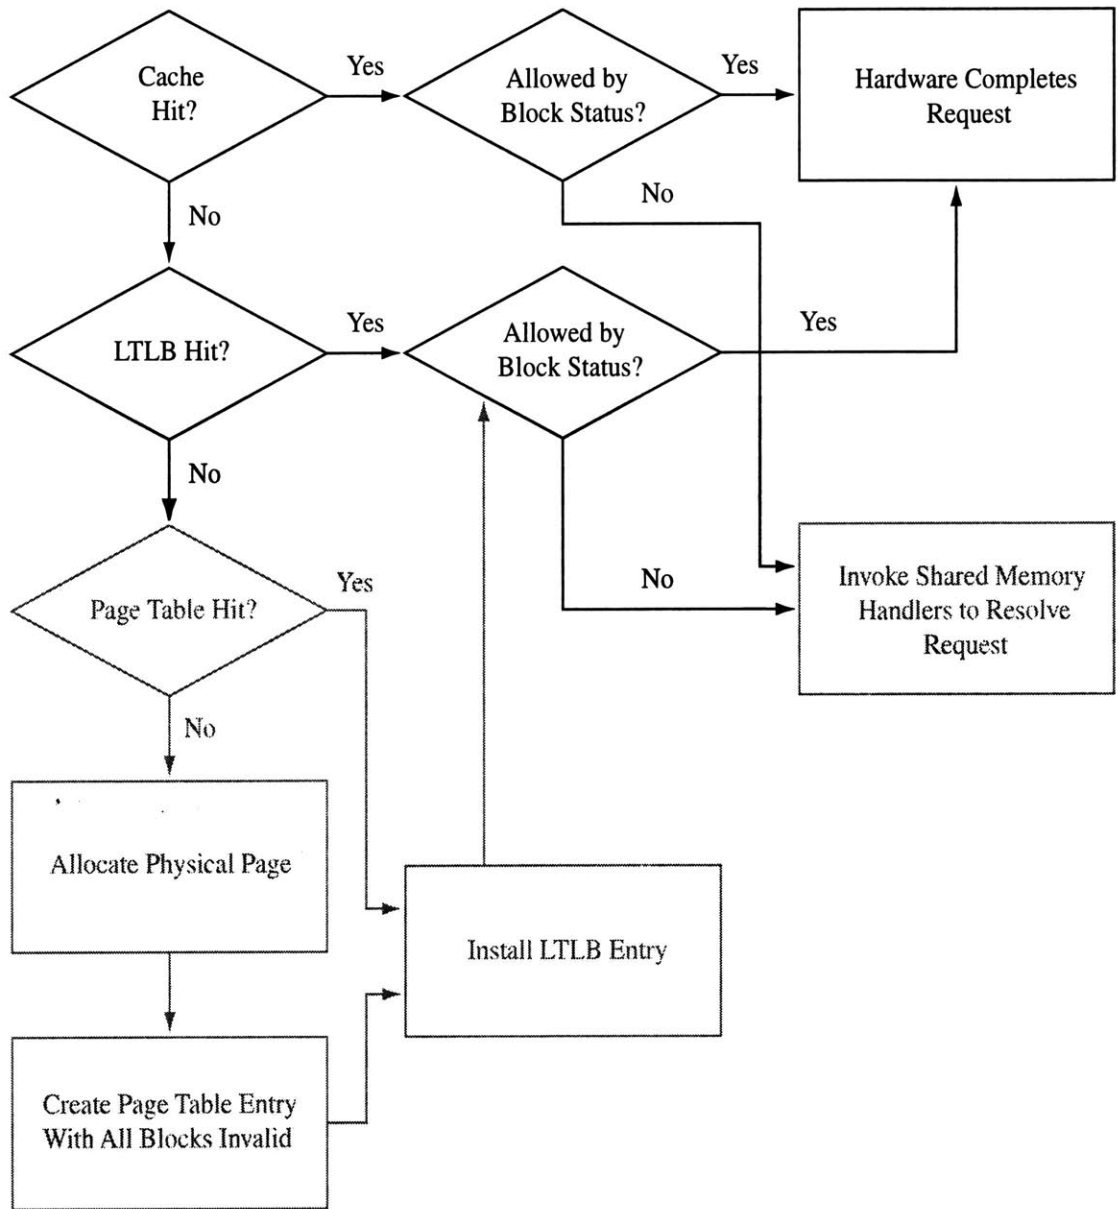 Cache
Hit?
Yes
Allowed by
Block Status?
Yes
Hardware Completes
Request
No
No
LTLB Hit?
Yes
Allowed by
Block Status?
Yes
No
Page Table Hit?
Yes
No
Invoke Shared Memory
Handlers to Resolve
Request
No
Allocate Physical Page
Install LTLB Entry
Create Page Table Entry
With All Blocks Invalid